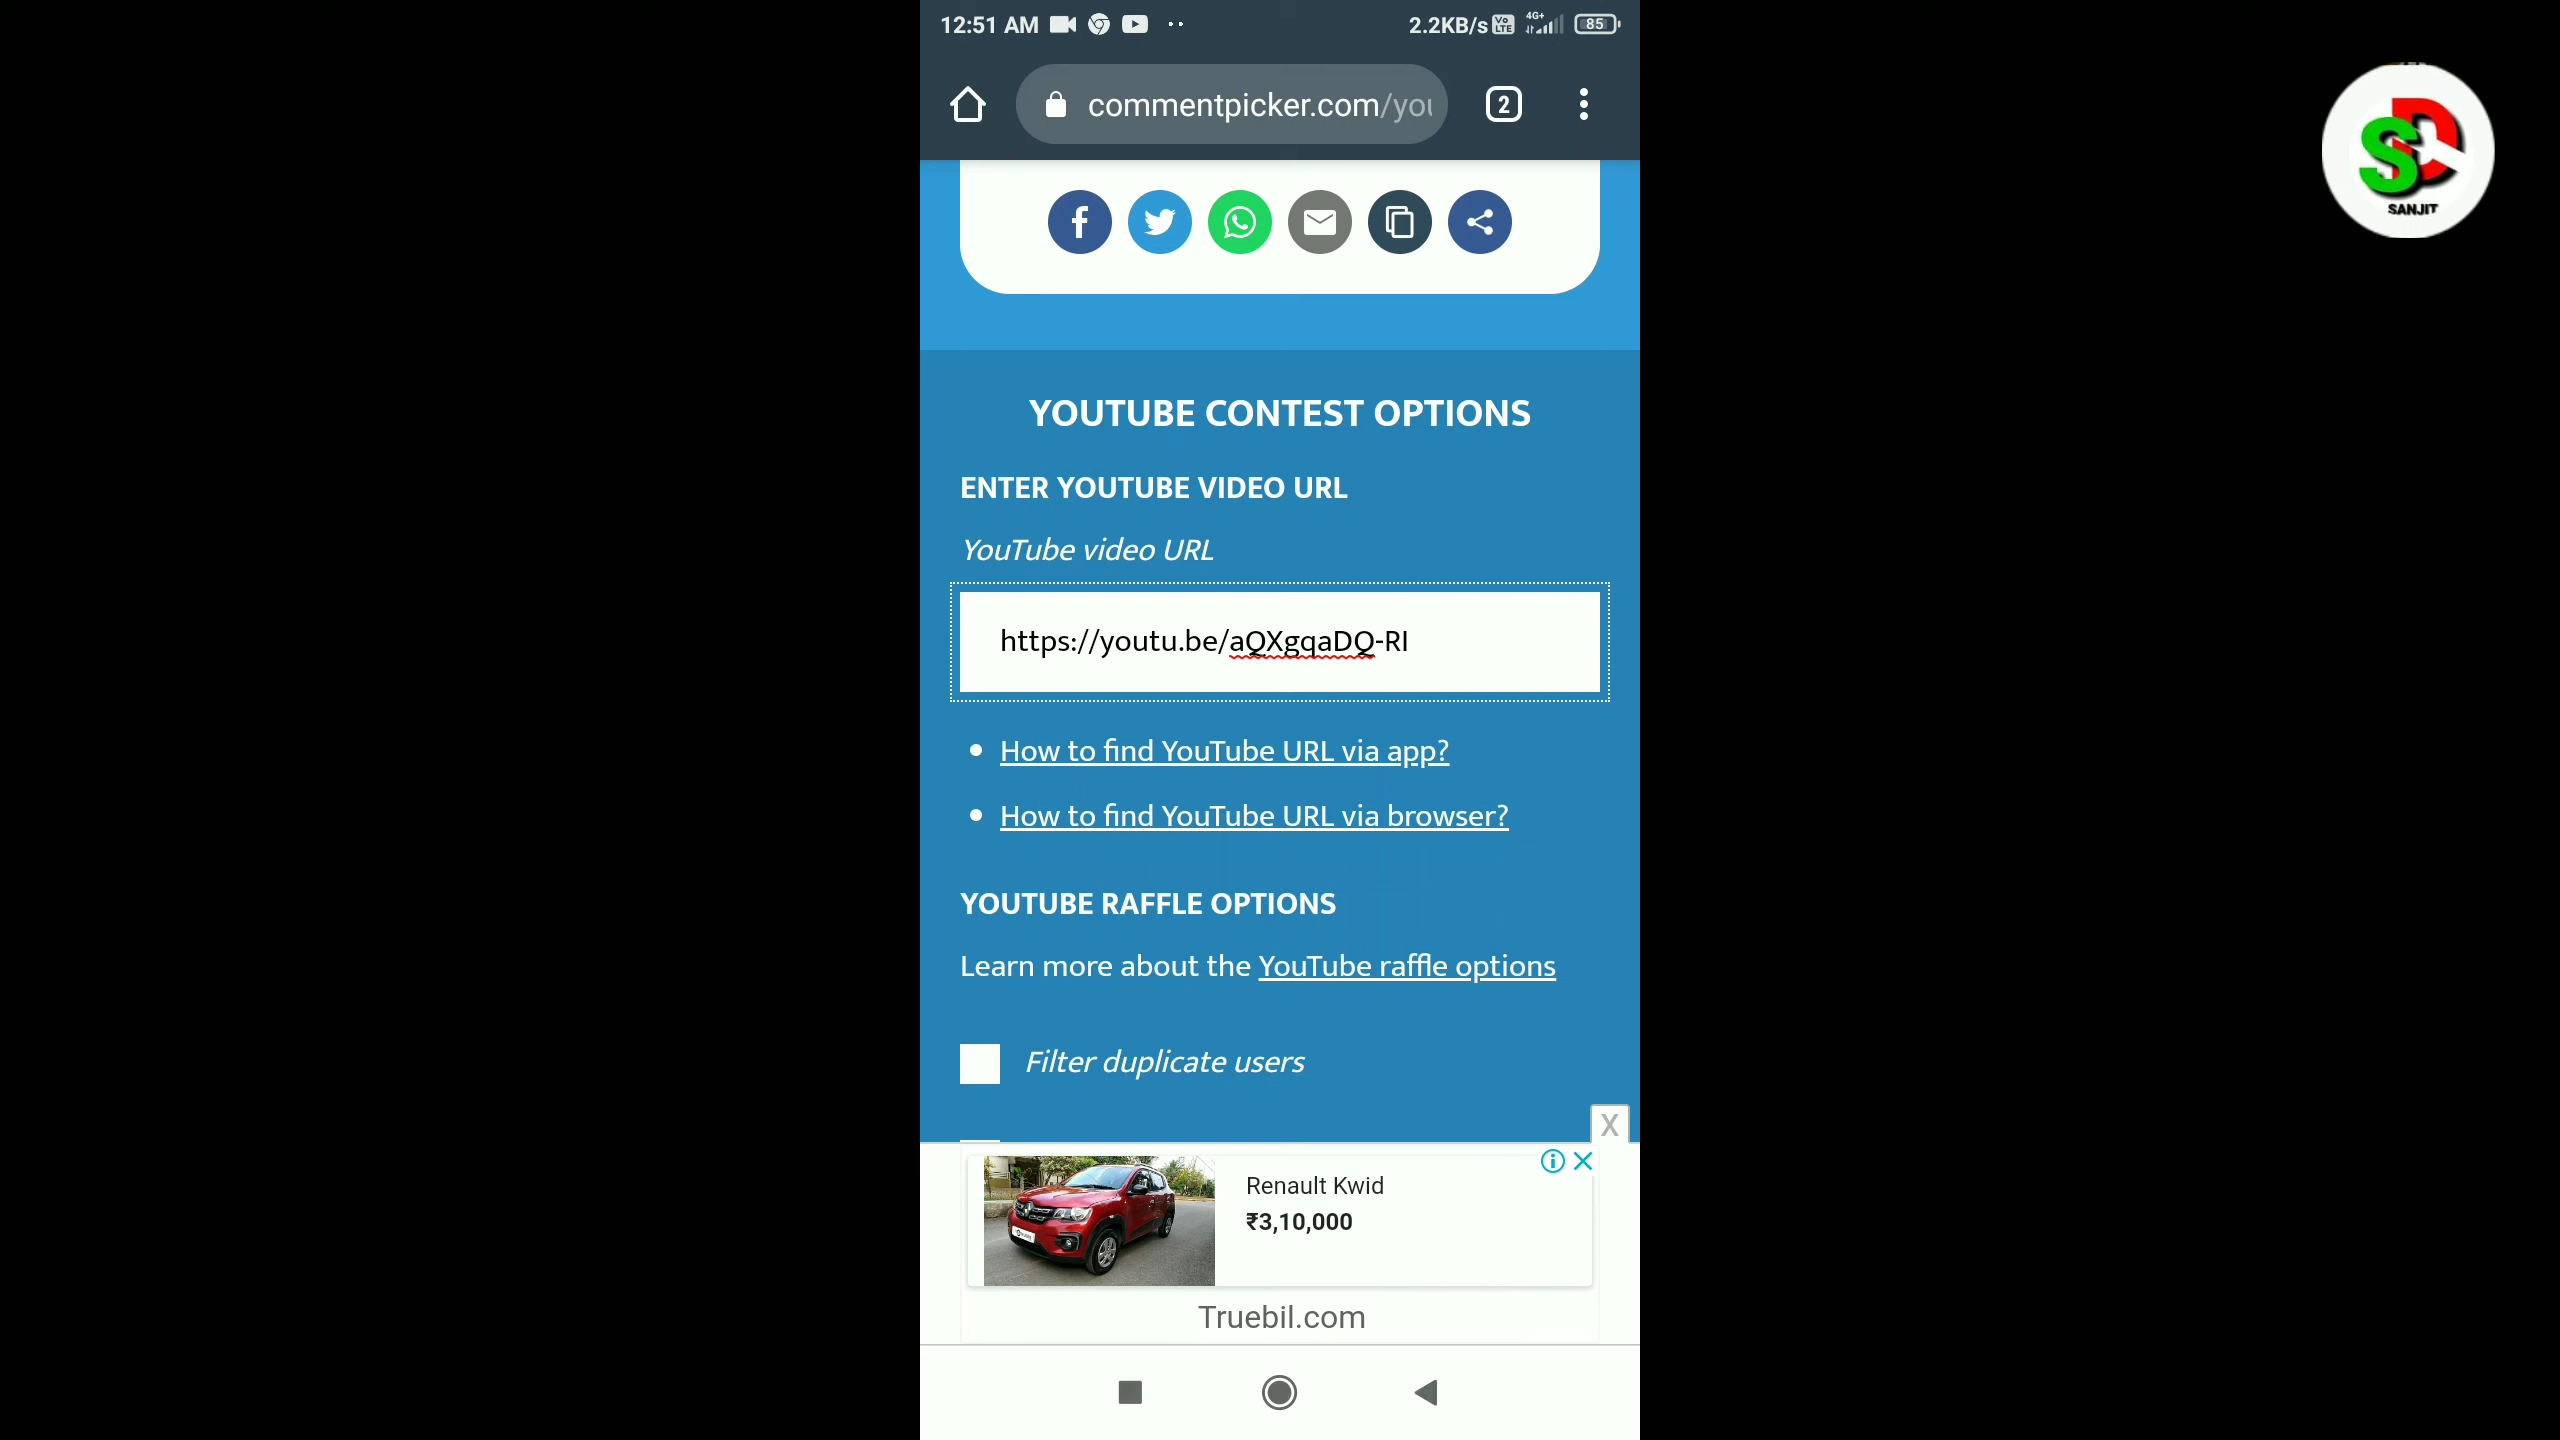 12:51 AM 2.2KB/s Vo LTE 4G+ 85
commentpicker.com/you
2
SANJIT
YOUTUBE CONTEST OPTIONS
ENTER YOUTUBE VIDEO URL
YouTube video URL
https://youtu.be/aQXgqaDQ-RI
How to find YouTube URL via app?
How to find YouTube URL via browser?
YOUTUBE RAFFLE OPTIONS
Learn more about the YouTube raffle options
Filter duplicate users
X
Renault Kwid
₹3,10,000
Truebil.com